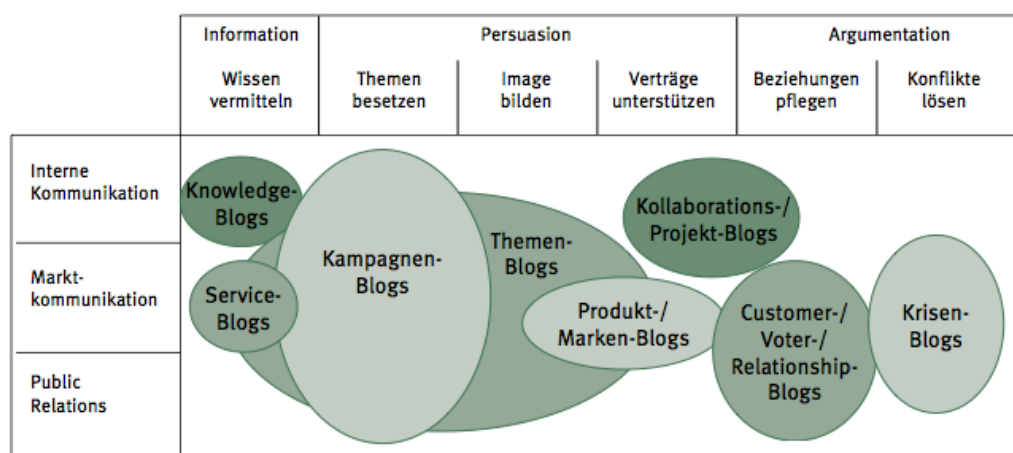 Information
Persuasion
Argumentation
Wissen
vermitteln
Themen
besetzen
Image
bilden
Verträge
unterstützen
Beziehungen
pflegen
Konflikte
lösen
Interne
Kommunikation
Markt-
kommunikation
Public
Relations
Knowledge-
Blogs
Service-
Blogs
Kampagnen-
Blogs
Themen-
Blogs
Produkt-/
Marken-Blogs
Kollaborations-/
Projekt-Blogs
Customer-/
Voter-/
Relationship-
Blogs
Krisen-
Blogs